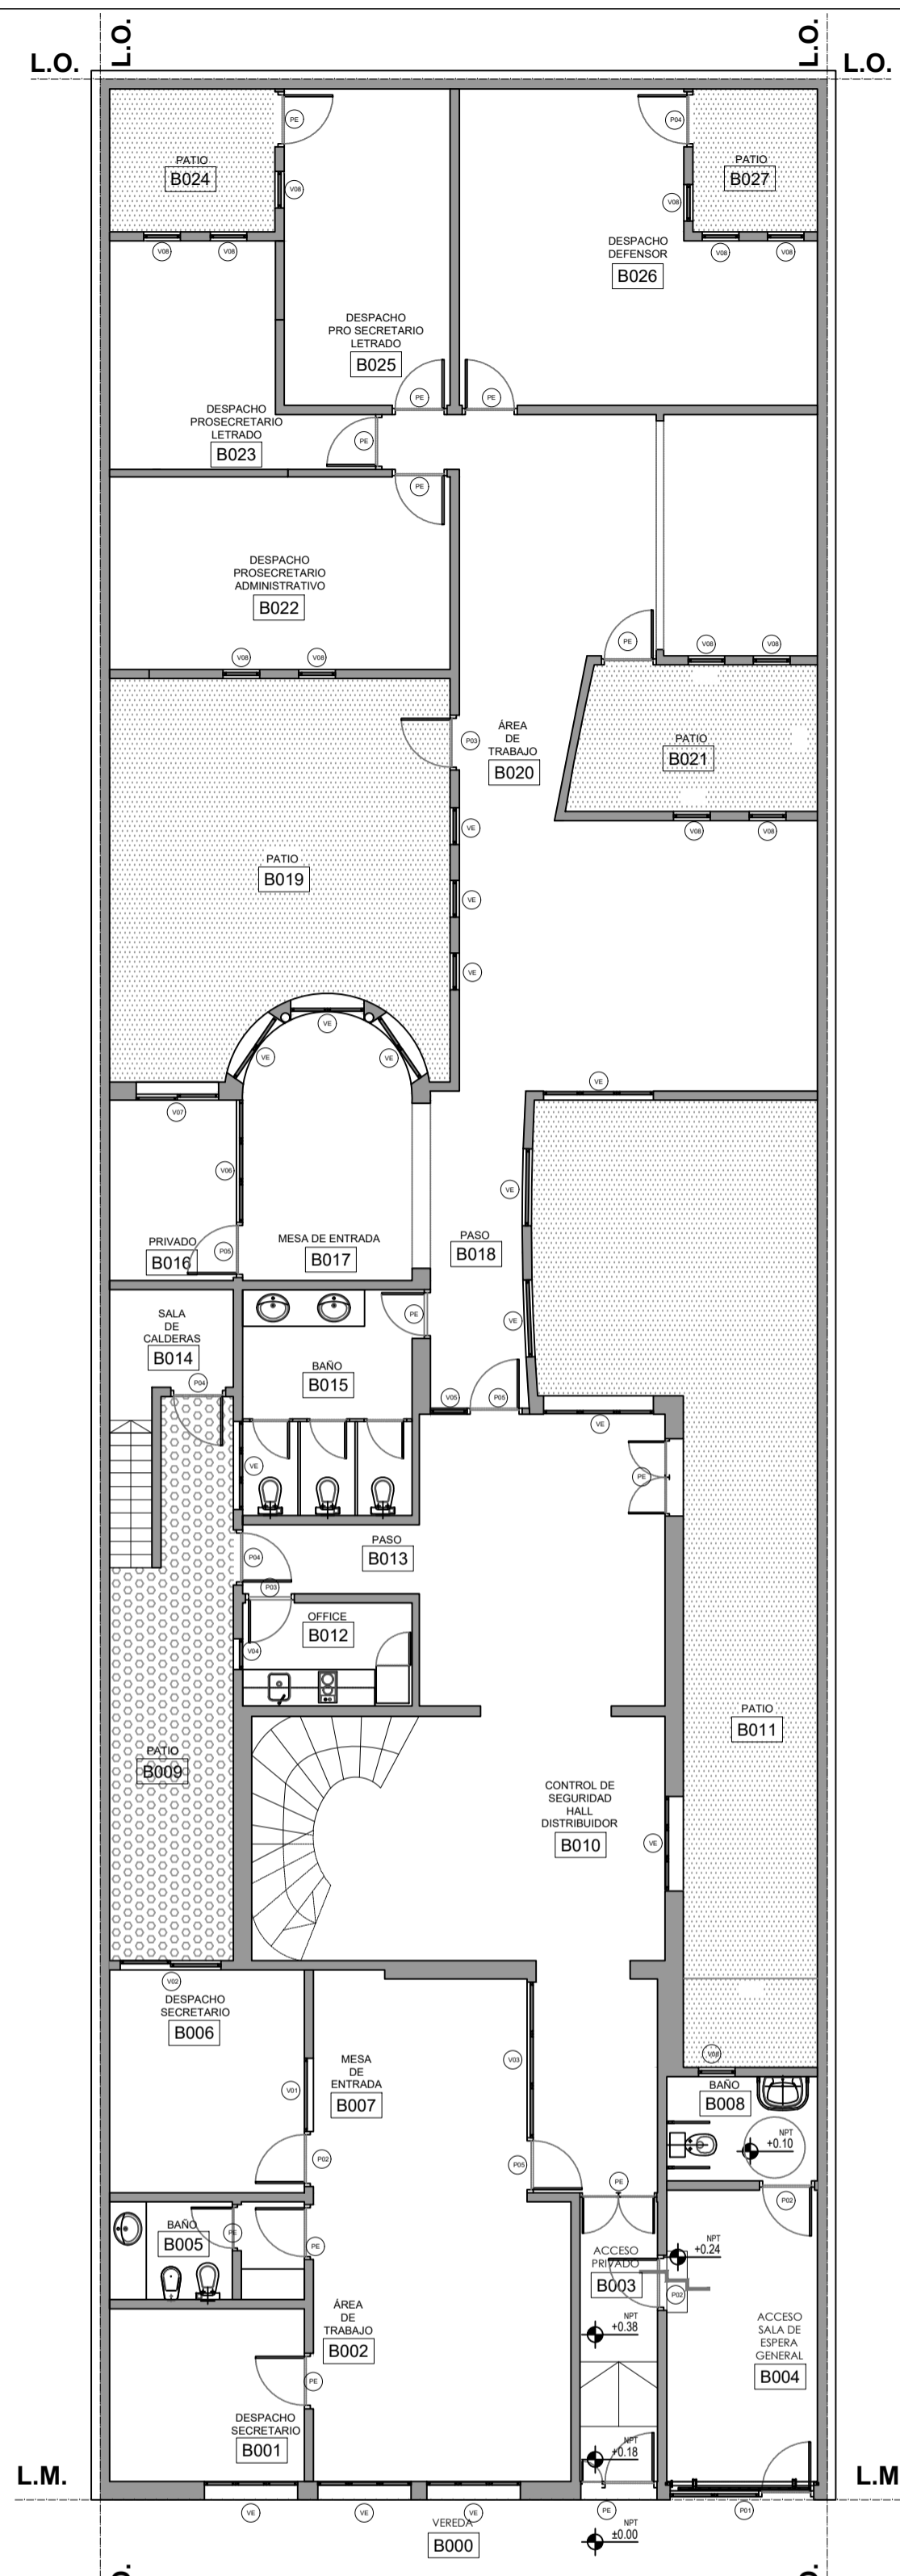 L.O.
L.O.
L.O.
L.O.
PE
P04
PATIO
B024
PATIO
B027
V08
V08
V08
V08
V08
V08
DESPACHO
DEFENSOR
B026
DESPACHO
PRO SECRETARIO
LETRADO
B025
PE
PE
DESPACHO
PROSECRETARIO
LETRADO
B023
PE
PE
DESPACHO
PROSECRETARIO
ADMINISTRATIVO
B022
V08
V08
PE
V08
V08
ÁREA
DE
TRABAJO
B020
P03
PATIO
B021
VE
V08
V08
PATIO
B019
VE
VE
VE
VE
VE
VE
V07
V06
VE
PRIVADO
B016
P05
MESA DE ENTRADA
B017
PASO
B018
SALA
DE
CALDERAS
B014
PE
VE
BAÑO
B015
P04
V05
P05
VE
VE
PE
PASO
B013
P04
P03
OFFICE
B012
V04
PATIO
B011
PATIO
B009
CONTROL DE
SEGURIDAD
HALL
DISTRIBUIDOR
B010
VE
V02
DESPACHO
SECRETARIO
B006
MESA
DE
ENTRADA
B007
V03
V08
V01
BAÑO
B008
NPT
+0.10
P02
P05
PE
P02
BAÑO
B005
PE
PE
ACCESO
PRIVADO
B003
NPT
+0.24
P02
NPT
+0.38
ÁREA
DE
TRABAJO
B002
ACCESO
SALA DE
ESPERA
GENERAL
B004
PE
DESPACHO
SECRETARIO
B001
NPT
+0.18
L.M.
L.M
VE
VE
VE
PE
P01
VEREDA
B000
NPT
±0.00